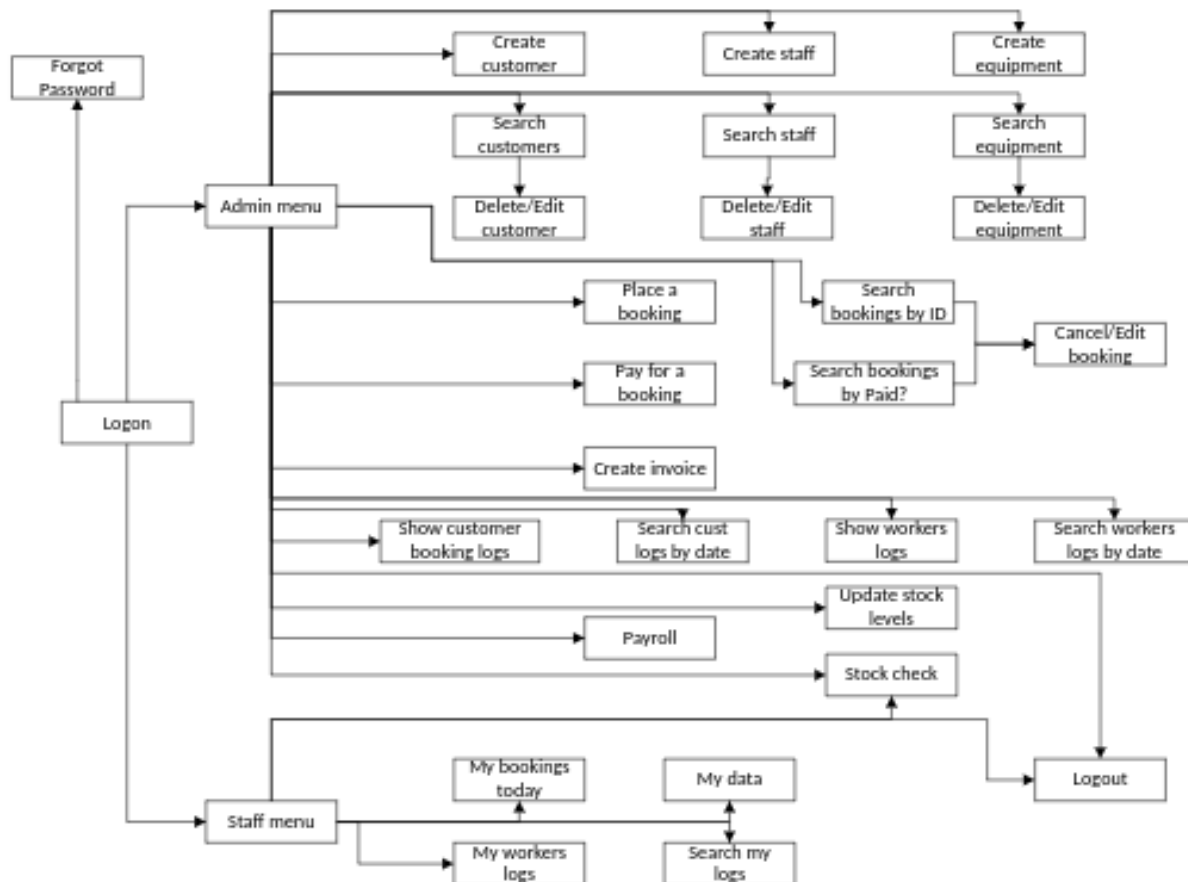 Create
customer
Create staff
Create
equipment
Forgot
Password
Search
customers
Search staff
Search
equipment
Admin menu
Delete/Edit
customer
Delete/Edit
staff
Delete/Edit
equipment
Place a
booking
Search
bookings by ID
Cancel/Edit
booking
Pay for a
booking
Search bookings
by Paid?
Logon
Create invoice
Show customer
booking logs
Search cust
logs by date
Show workers
logs
Search workers
logs by date
Update stock
levels
Payroll
Stock check
My bookings
today
My data
Logout
Staff menu
My workers
logs
Search my
logs